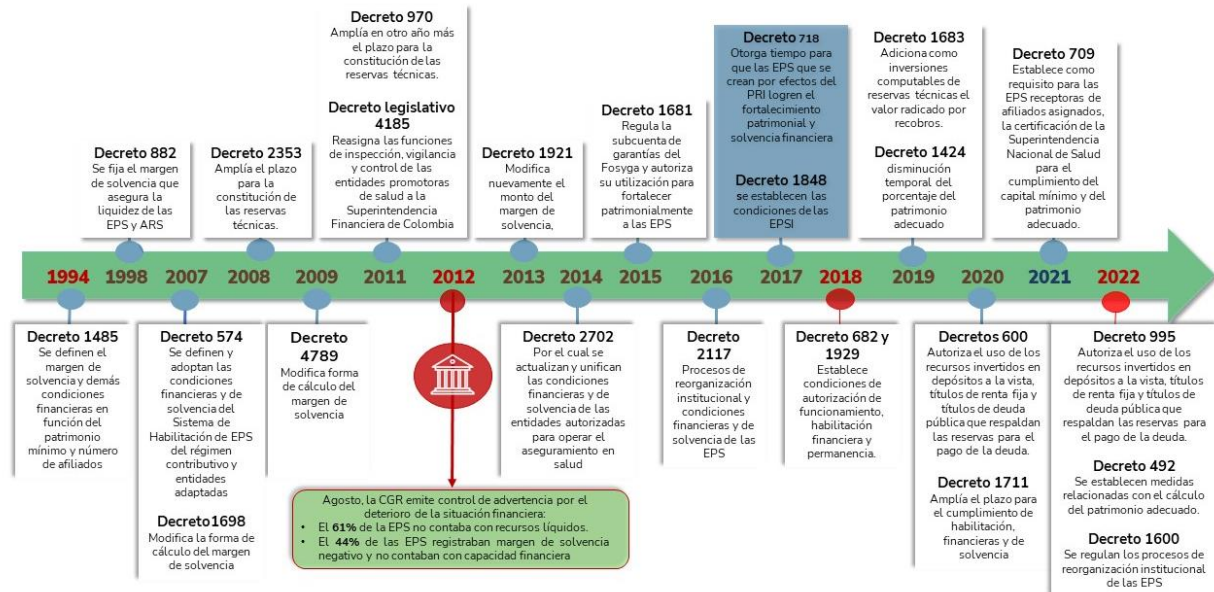 Decreto 970
Amplía en otro año más
el plazo para la
constitución de las
reservas técnicas.
Decreto legislativo
4185
Reasigna las funciones
de inspección, vigilancia
y control de las
entidades promotoras
de salud a la
Superintendencia
Financiera de Colombia
Decreto 718
Otorga tiempo para
que las EPS que se
crean por efectos del
PRI logren el
fortalecimiento
patrimonial y
solvencia financiera
Decreto 1848
se establecen las
condiciones de las
EPSI
Decreto 1683
Adiciona como
inversiones
computables de
reservas técnicas el
valor radicado por
recobros.
Decreto 1424
disminución
temporal del
porcentaje del
patrimonio
adecuado
Decreto 709
Establece como
requisito para las
EPS receptoras de
afiliados asignados,
la certificación de la
Superintendencia
Nacional de Salud
para el
cumplimiento del
capital mínimo y del
patrimonio
adecuado.
Decreto 882
Se fija el margen
de solvencia que
asegura la
liquidez de las
EPS y ARS
Decreto 2353
Amplía el plazo
para la
constitución de
las reservas
técnicas.
Decreto 1921
Modifica
nuevamente el
monto del
margen de
solvencia,
Decreto 1681
Regula la
subcuenta de
garantías del
Fosyga y autoriza
su utilización para
fortalecer
patrimonialmente
a las EPS
1994 1998 2007 2008 2009 2011 2012 2013 2014 2015 2016 2017 2018 2019 2020 2021 2022
Decreto 1485
Se definen el
margen de
solvencia y demás
condiciones
financieras en
función del
patrimonio
mínimo y número
de afiliados
Decreto 574
Se definen y
adoptan las
condiciones
financieras y de
solvencia del
Sistema de
Habilitación de EPS
del régimen
contributivo y
entidades
adaptadas
Decreto1698
Modifica la forma
de cálculo del margen
de solvencia
Decreto
4789
Modifica forma
de cálculo del
margen de
solvencia
Agosto, la CGR emite control de advertencia por el
deterioro de la situación financiera:
• El 61% de la EPS no contaba con recursos líquidos.
• El 44% de las EPS registraban margen de solvencia
negativo y no contaban con capacidad financiera
Decreto 2702
Por el cual se
actualizan y unifican
las condiciones
financieras y de
solvencia de las
entidades
autorizadas para
operar el
aseguramiento en
salud
Decreto
2117
Procesos de
reorganización
institucional y
condiciones
financieras y de
solvencia de las
EPS
Decreto 682 y
1929
Establece
condiciones de
autorización de
funcionamiento,
habilitación
financiera y
permanencia.
Decretos 600
Autoriza el uso de los
recursos invertidos en
depósitos a la vista,
títulos de renta fija y
títulos de deuda
pública que respaldan
las reservas para el
pago de la deuda.
Decreto 1711
Amplía el plazo para
el cumplimiento de
habilitación,
financieras y de
solvencia
Decreto 995
Autoriza el uso de los
recursos invertidos en
depósitos a la vista, títulos
de renta fija y títulos de
deuda pública que
respaldan las reservas para
el pago de la deuda.
Decreto 492
Se establecen medidas
relacionadas con el cálculo
del patrimonio adecuado.
Decreto 1600
Se regulan los procesos de
reorganización institucional
de las EPS